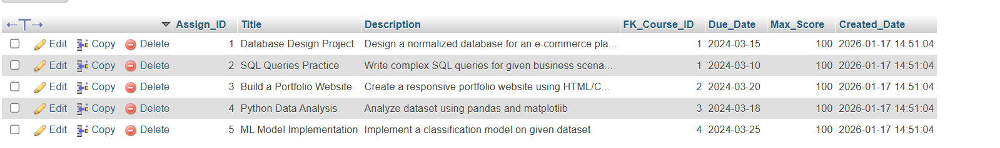 Assign_ID Title Description FK_Course_ID Due_Date Max_Score Created_Date
Edit Copy Delete 1 Database Design Project Design a normalized database for an e-commerce pla... 1 2024-03-15 100 2026-01-17 14:51:04
Edit Copy Delete 2 SQL Queries Practice Write complex SQL queries for given business scena... 1 2024-03-10 100 2026-01-17 14:51:04
Edit Copy Delete 3 Build a Portfolio Website Create a responsive portfolio website using HTML/C... 2 2024-03-20 100 2026-01-17 14:51:04
Edit Copy Delete 4 Python Data Analysis Analyze dataset using pandas and matplotlib 3 2024-03-18 100 2026-01-17 14:51:04
Edit Copy Delete 5 ML Model Implementation Implement a classification model on given dataset 4 2024-03-25 100 2026-01-17 14:51:04